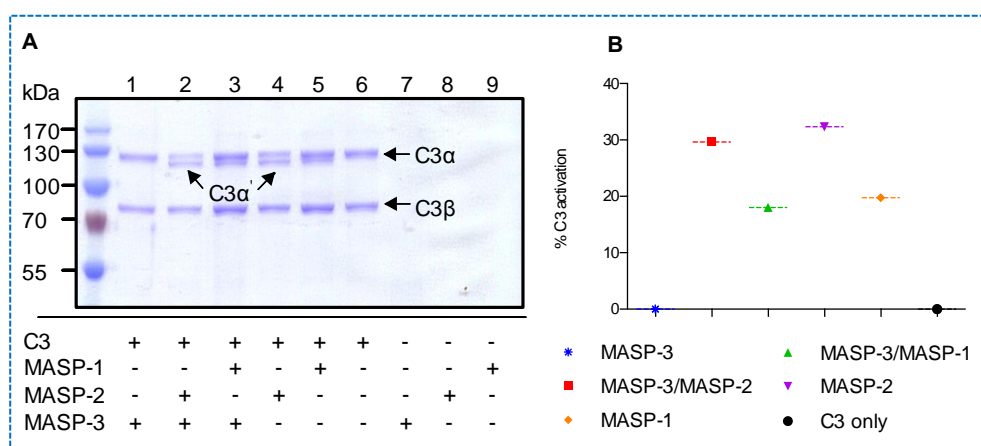 A
B
1 2 3 4 5 6 7 8 9
kDa
170
130
100
70
55
C3α
C3α'
C3β
C3 + + + + + + - - -
MASP-1 - - + - + - - - +
MASP-2 - + - + - - - + -
MASP-3 + + + - - - + - -
% C3 activation
40
30
20
10
0
MASP-3
MASP-3/MASP-2
MASP-1
MASP-3/MASP-1
MASP-2
C3 only